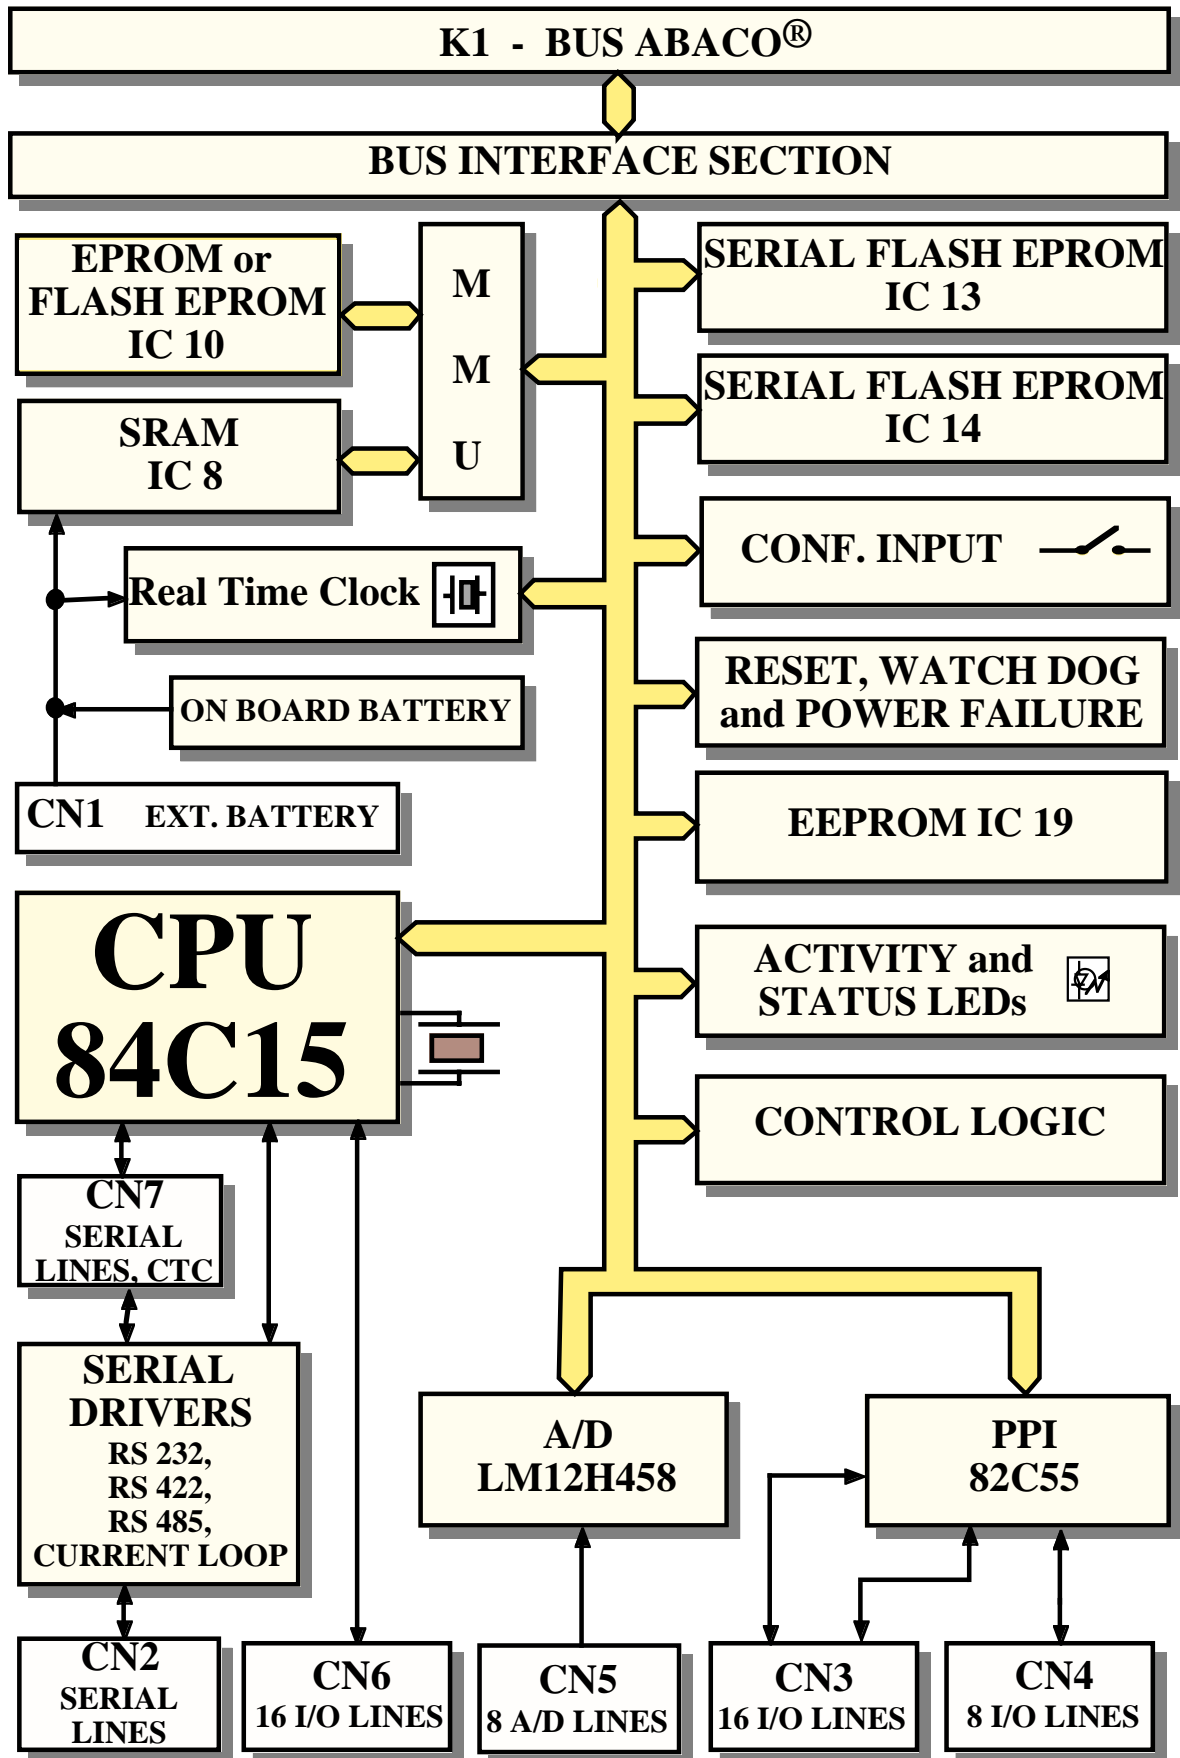 K1 - BUS ABACO®
BUS INTERFACE SECTION
EPROM or
FLASH EPROM
IC 10
M
M
U
SERIAL FLASH EPROM
IC 13
SERIAL FLASH EPROM
IC 14
SRAM
IC 8
CONF. INPUT
Real Time Clock
RESET, WATCH DOG
and POWER FAILURE
ON BOARD BATTERY
CN1 EXT. BATTERY
EEPROM IC 19
CPU
84C15
ACTIVITY and
STATUS LEDs
CONTROL LOGIC
CN7
SERIAL
LINES, CTC
SERIAL
DRIVERS
RS 232,
RS 422,
RS 485,
CURRENT LOOP
A/D
LM12H458
PPI
82C55
CN2
SERIAL
LINES
CN6
16 I/O LINES
CN5
8 A/D LINES
CN3
16 I/O LINES
CN4
8 I/O LINES